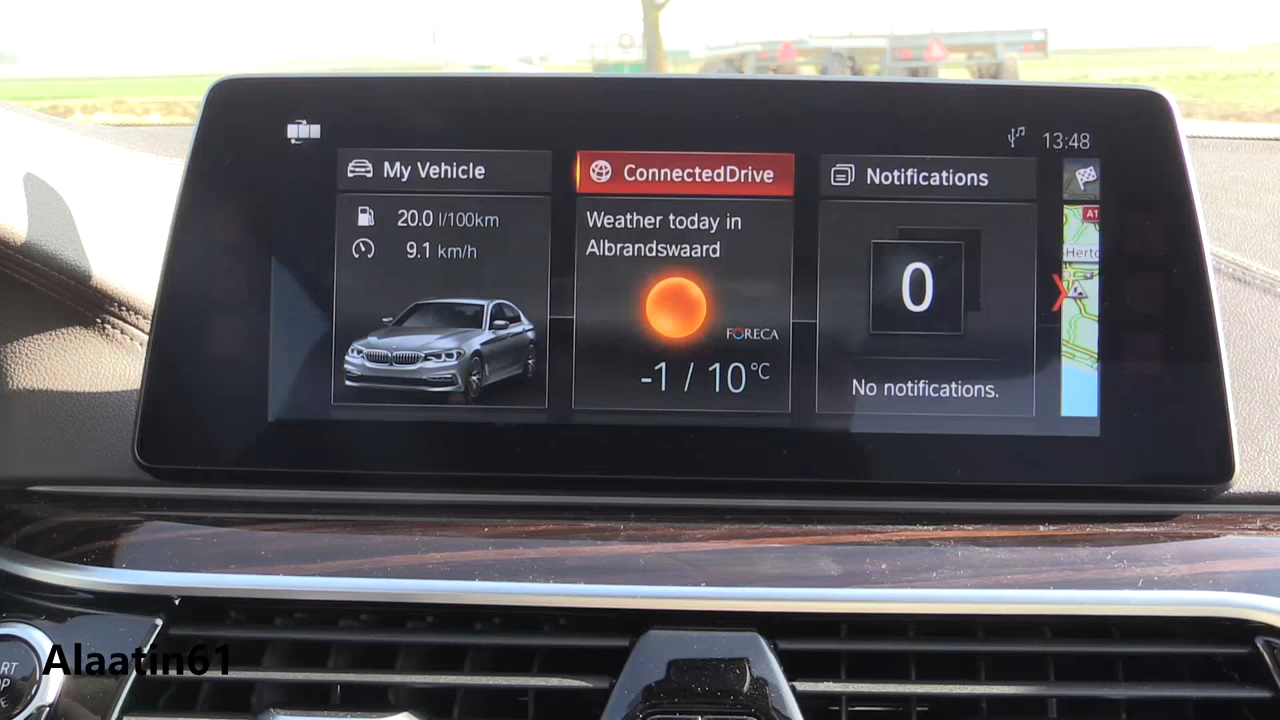 13:48
My Vehicle
20.0 l/100km
9.1 km/h
ConnectedDrive
Weather today in
Albrandswaard
FORECA
-1 / 10°C
Notifications
0
No notifications.
A1
Alaatin61